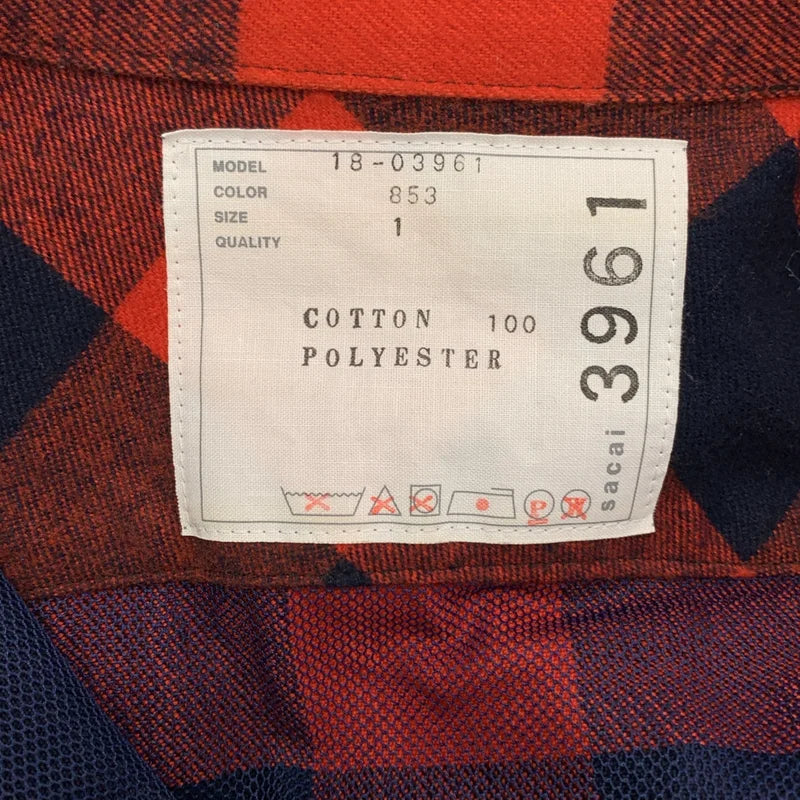 MODEL 18-03961
COLOR 853
SIZE 1
QUALITY
COTTON 100
POLYESTER
P W
sacai 3961